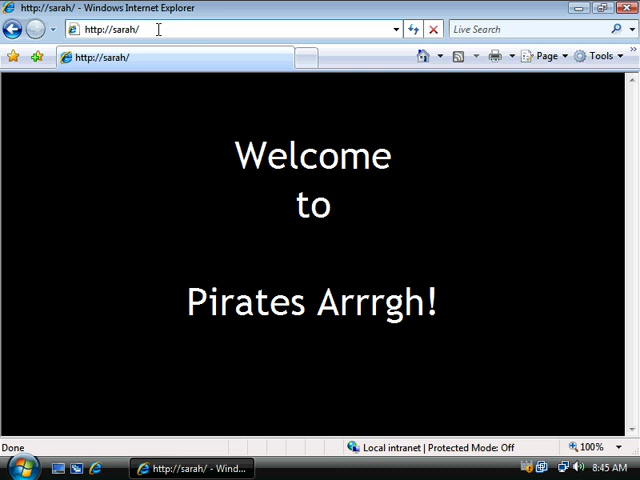 http://sarah/ - Windows Internet Explorer
http://sarah/
Live Search
http://sarah/
Page
Tools
Welcome
to
Pirates Arrrgh!
Done
Local intranet | Protected Mode: Off
100%
http://sarah/ - Wind...
8:45 AM